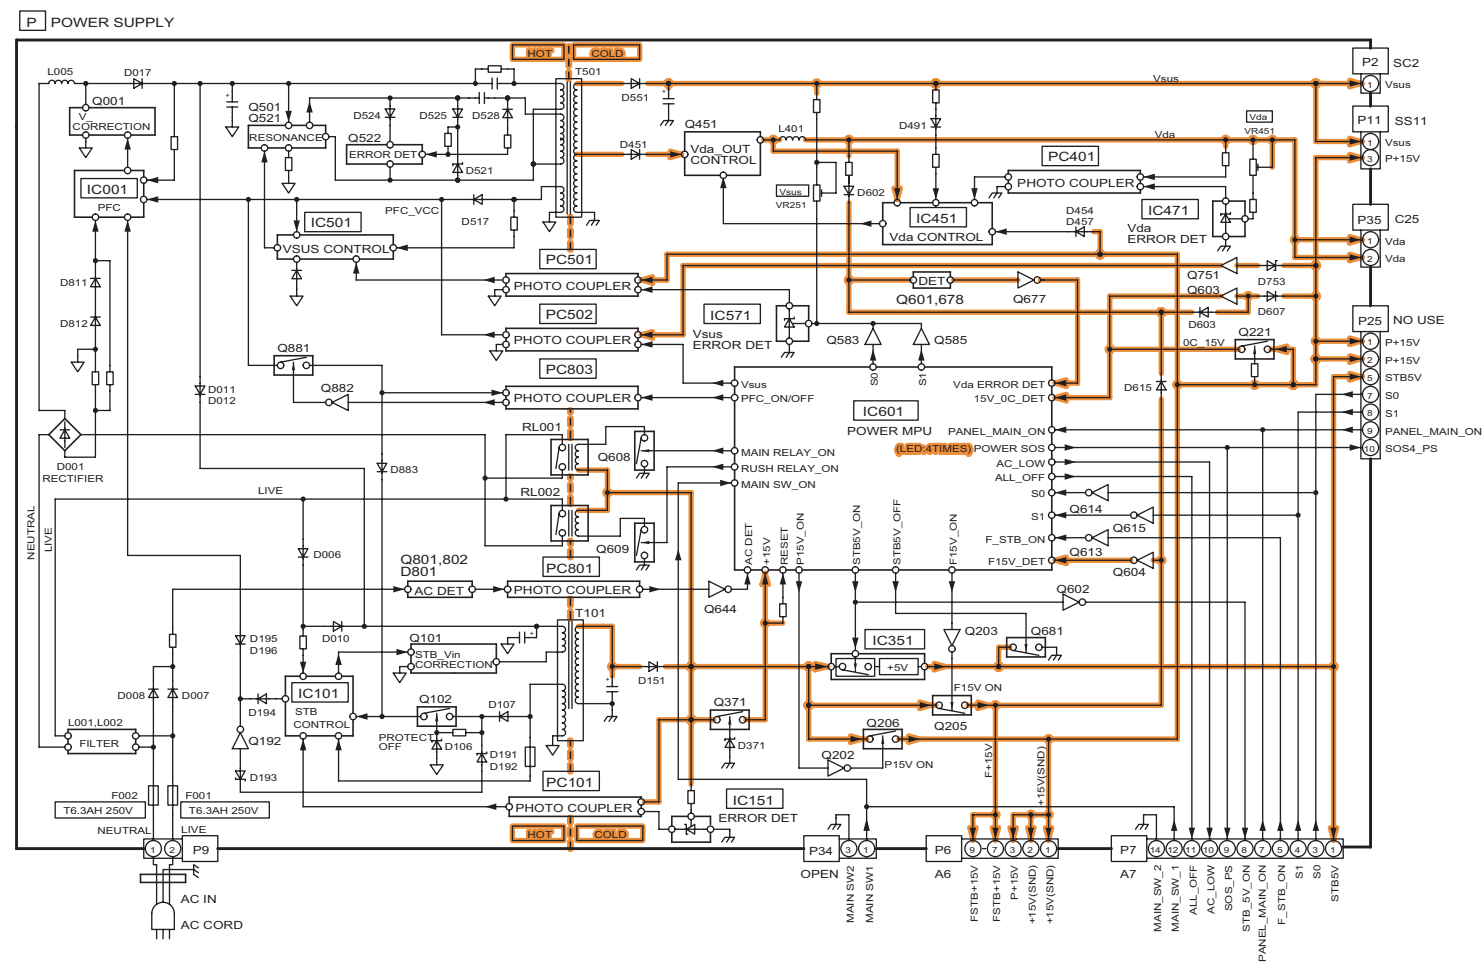 P POWER SUPPLY
HOT COLD
L005 D017 T501
P2 SC2
1 Vsus
Vsus
D551
Q001
V_CORRECTION
Q501
Q521
RESONANCE
D524 D525 D528
Q522
ERROR DET
D521
D451
Q451
Vda_OUT
CONTROL
L401
D491
Vda
Vda
VR451
P11 SS11
1 Vsus
3 P+15V
PC401
PHOTO COUPLER
IC001
PFC
PFC_VCC
D517
IC501
VSUS CONTROL
Vsus
VR251
D602
IC451
Vda CONTROL
D454
D457
IC471
Vda
ERROR DET
P35 C25
1 Vda
2 Vda
PC501
PHOTO COUPLER
D811
D812
DET
Q601,678
Q677
Q751
D753
Q603
D607
D603
PC502
PHOTO COUPLER
IC571
Vsus
ERROR DET
Q583 Q585
0C_15V
Q221
P25 NO USE
1 P+15V
2 P+15V
5 STB5V
7 S0
8 S1
9 PANEL_MAIN_ON
10 SOS4_PS
Q881
Q882
D011
D012
PC803
PHOTO COUPLER
S0 S1
Vsus
PFC_ON/OFF
Vda ERROR DET
15V_0C_DET
D615
IC601
POWER MPU
PANEL_MAIN_ON
(LED:4TIMES) POWER SOS
AC_LOW
ALL_OFF
S0
S1
F_STB_ON
F15V_DET
MAIN RELAY_ON
RUSH RELAY_ON
MAIN SW_ON
D001
RECTIFIER
RL001
Q608
D883
RL002
Q609
LIVE
NEUTRAL
LIVE
D006
Q614
Q615
Q613
Q604
AC DET
+15V
RESET
P15V_ON
STB5V_ON
STB5V_OFF
F15V_ON
Q801,802
D801
AC DET
PC801
PHOTO COUPLER
Q644
Q602
T101
D010
D195
D196
Q101
STB_Vin
CORRECTION
D151
IC351
+5V
Q203
Q681
D008 D007
D194
IC101
STB
CONTROL
Q102
D107
PROTECT
OFF
D106
D191
D192
Q371
D371
F15V ON
Q205
Q206
Q202
P15V ON
F+15V
+15V(SND)
L001,L002
FILTER
Q192
D193
F002 F001
T6.3AH 250V T6.3AH 250V
NEUTRAL LIVE
PC101
PHOTO COUPLER
IC151
ERROR DET
HOT COLD
1 2 P9
P34 3 1
OPEN
MAIN SW2
MAIN SW1
P6 9 7 3 2 1
A6
FSTB+15V
FSTB+15V
P+15V
+15V(SND)
+15V(SND)
P7 14 12 11 10 9 8 7 5 4 3 1
A7
MAIN_SW_2
MAIN_SW_1
ALL_OFF
AC_LOW
SOS_PS
STB_5V_ON
PANEL_MAIN_ON
F_STB_ON
S1
S0
STB5V
AC IN
AC CORD